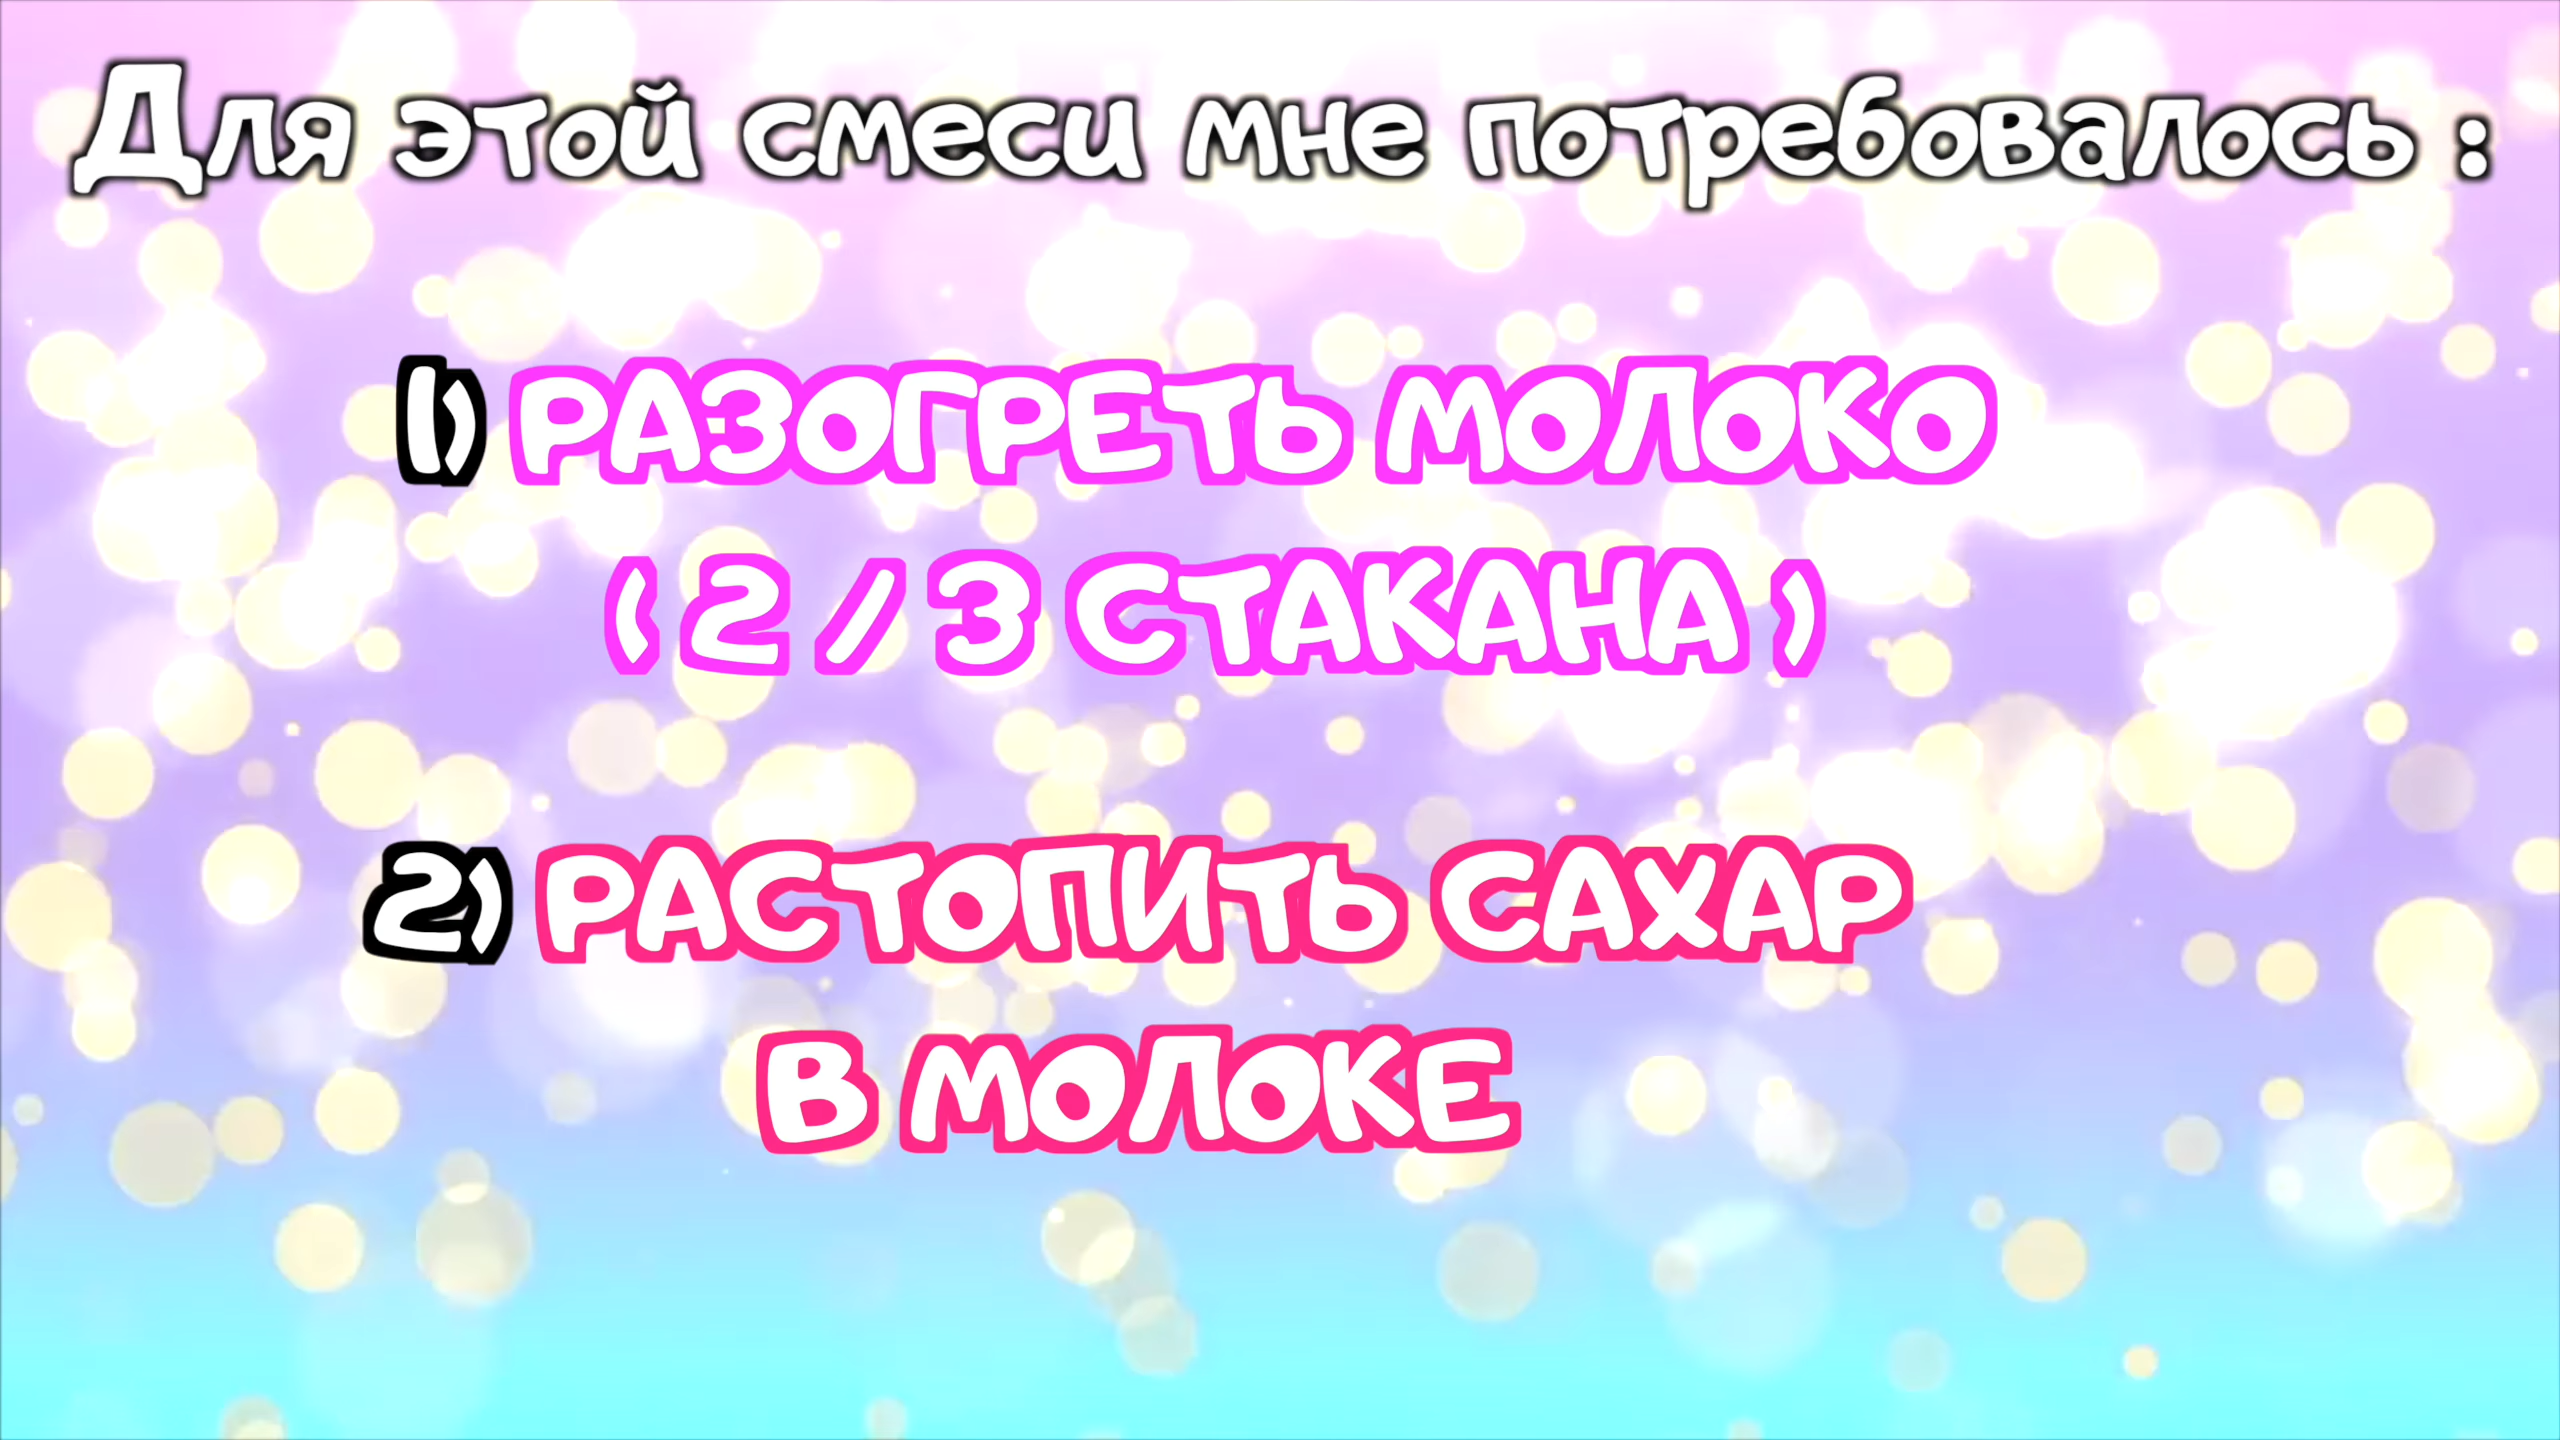 Для этой смеси мне потребовалось :
1) РАЗОГРЕТЬ МОЛОКО
( 2 / 3 СТАКАНА )
2) РАСТОПИТЬ САХАР
В МОЛОКЕ